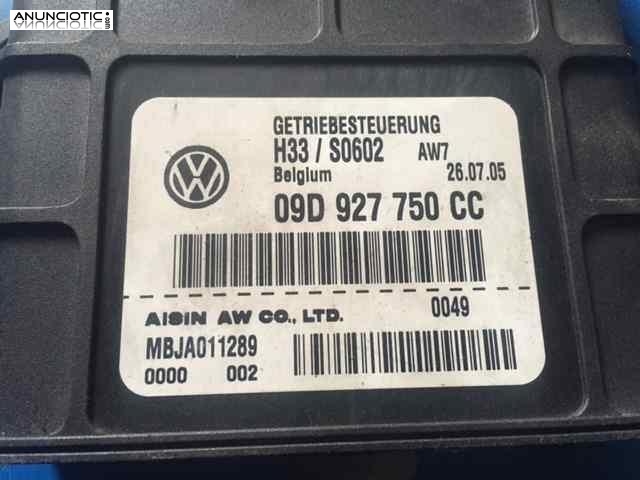 ANUNCIOTIC.com
GETRIEBESTEUERUNG
H33 / S0602 AW7
Belgium 26.07.05
09D 927 750 CC
AISIN AW CO., LTD. 0049
MBJA011289
0000 002